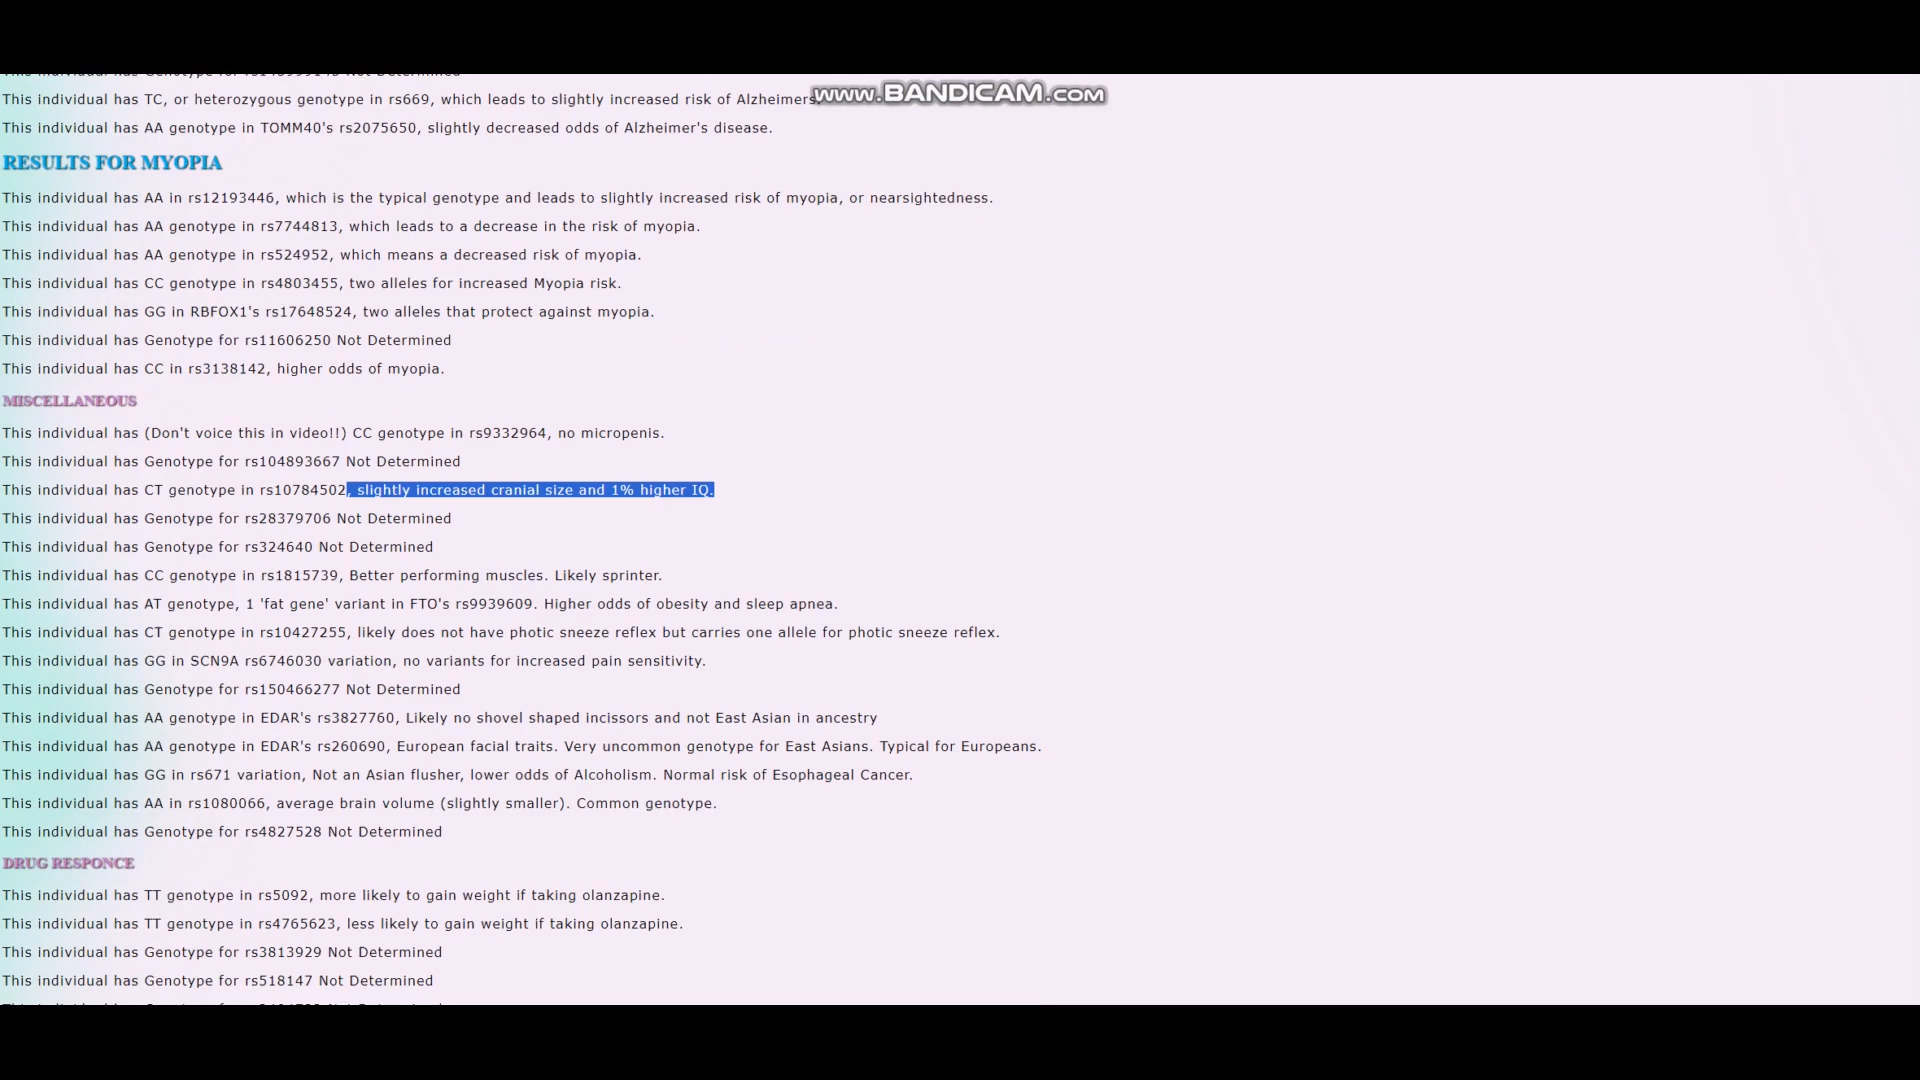 This individual has TC, or heterozygous genotype in rs669, which leads to slightly increased risk of Alzheimers.
www.BANDICAM.com
This individual has AA genotype in TOMM40's rs2075650, slightly decreased odds of Alzheimer's disease.
RESULTS FOR MYOPIA
This individual has AA in rs12193446, which is the typical genotype and leads to slightly increased risk of myopia, or nearsightedness.
This individual has AA genotype in rs7744813, which leads to a decrease in the risk of myopia.
This individual has AA genotype in rs524952, which means a decreased risk of myopia.
This individual has CC genotype in rs4803455, two alleles for increased Myopia risk.
This individual has GG in RBFOX1's rs17648524, two alleles that protect against myopia.
This individual has Genotype for rs11606250 Not Determined
This individual has CC in rs3138142, higher odds of myopia.
MISCELLANEOUS
This individual has (Don't voice this in video!!) CC genotype in rs9332964, no micropenis.
This individual has Genotype for rs104893667 Not Determined
This individual has CT genotype in rs10784502, slightly increased cranial size and 1% higher IQ.
This individual has Genotype for rs28379706 Not Determined
This individual has Genotype for rs324640 Not Determined
This individual has CC genotype in rs1815739, Better performing muscles. Likely sprinter.
This individual has AT genotype, 1 'fat gene' variant in FTO's rs9939609. Higher odds of obesity and sleep apnea.
This individual has CT genotype in rs10427255, likely does not have photic sneeze reflex but carries one allele for photic sneeze reflex.
This individual has GG in SCN9A rs6746030 variation, no variants for increased pain sensitivity.
This individual has Genotype for rs150466277 Not Determined
This individual has AA genotype in EDAR's rs3827760, Likely no shovel shaped incissors and not East Asian in ancestry
This individual has AA genotype in EDAR's rs260690, European facial traits. Very uncommon genotype for East Asians. Typical for Europeans.
This individual has GG in rs671 variation, Not an Asian flusher, lower odds of Alcoholism. Normal risk of Esophageal Cancer.
This individual has AA in rs1080066, average brain volume (slightly smaller). Common genotype.
This individual has Genotype for rs4827528 Not Determined
DRUG RESPONCE
This individual has TT genotype in rs5092, more likely to gain weight if taking olanzapine.
This individual has TT genotype in rs4765623, less likely to gain weight if taking olanzapine.
This individual has Genotype for rs3813929 Not Determined
This individual has Genotype for rs518147 Not Determined